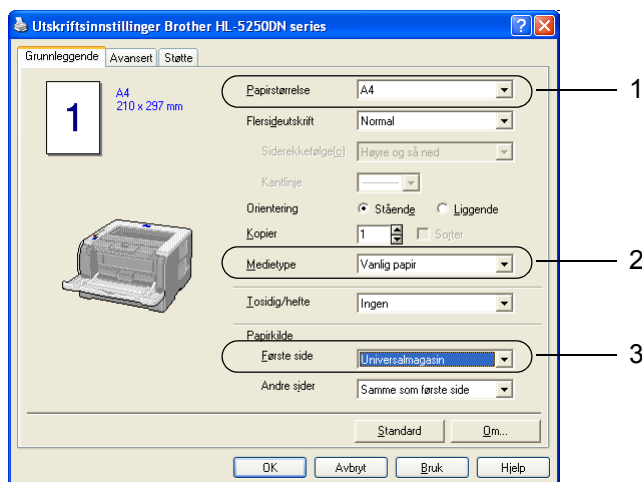 Utskriftsinnstillinger Brother HL-5250DN series
Grunnleggende Avansert Støtte
1
A4
210 x 297 mm
Papirstørrelse A4 1
Flersideutskrift Normal
Siderekkefølge(c) Høyre og så ned
Kantlinje
Orientering Stående Liggende
Kopier 1 Sorter
Medietype Vanlig papir 2
Tosidig/hefte Ingen
Papirkilde
Første side Universalmagasin 3
Andre sider Samme som første side
Standard Om...
OK Avbryt Bruk Hjelp